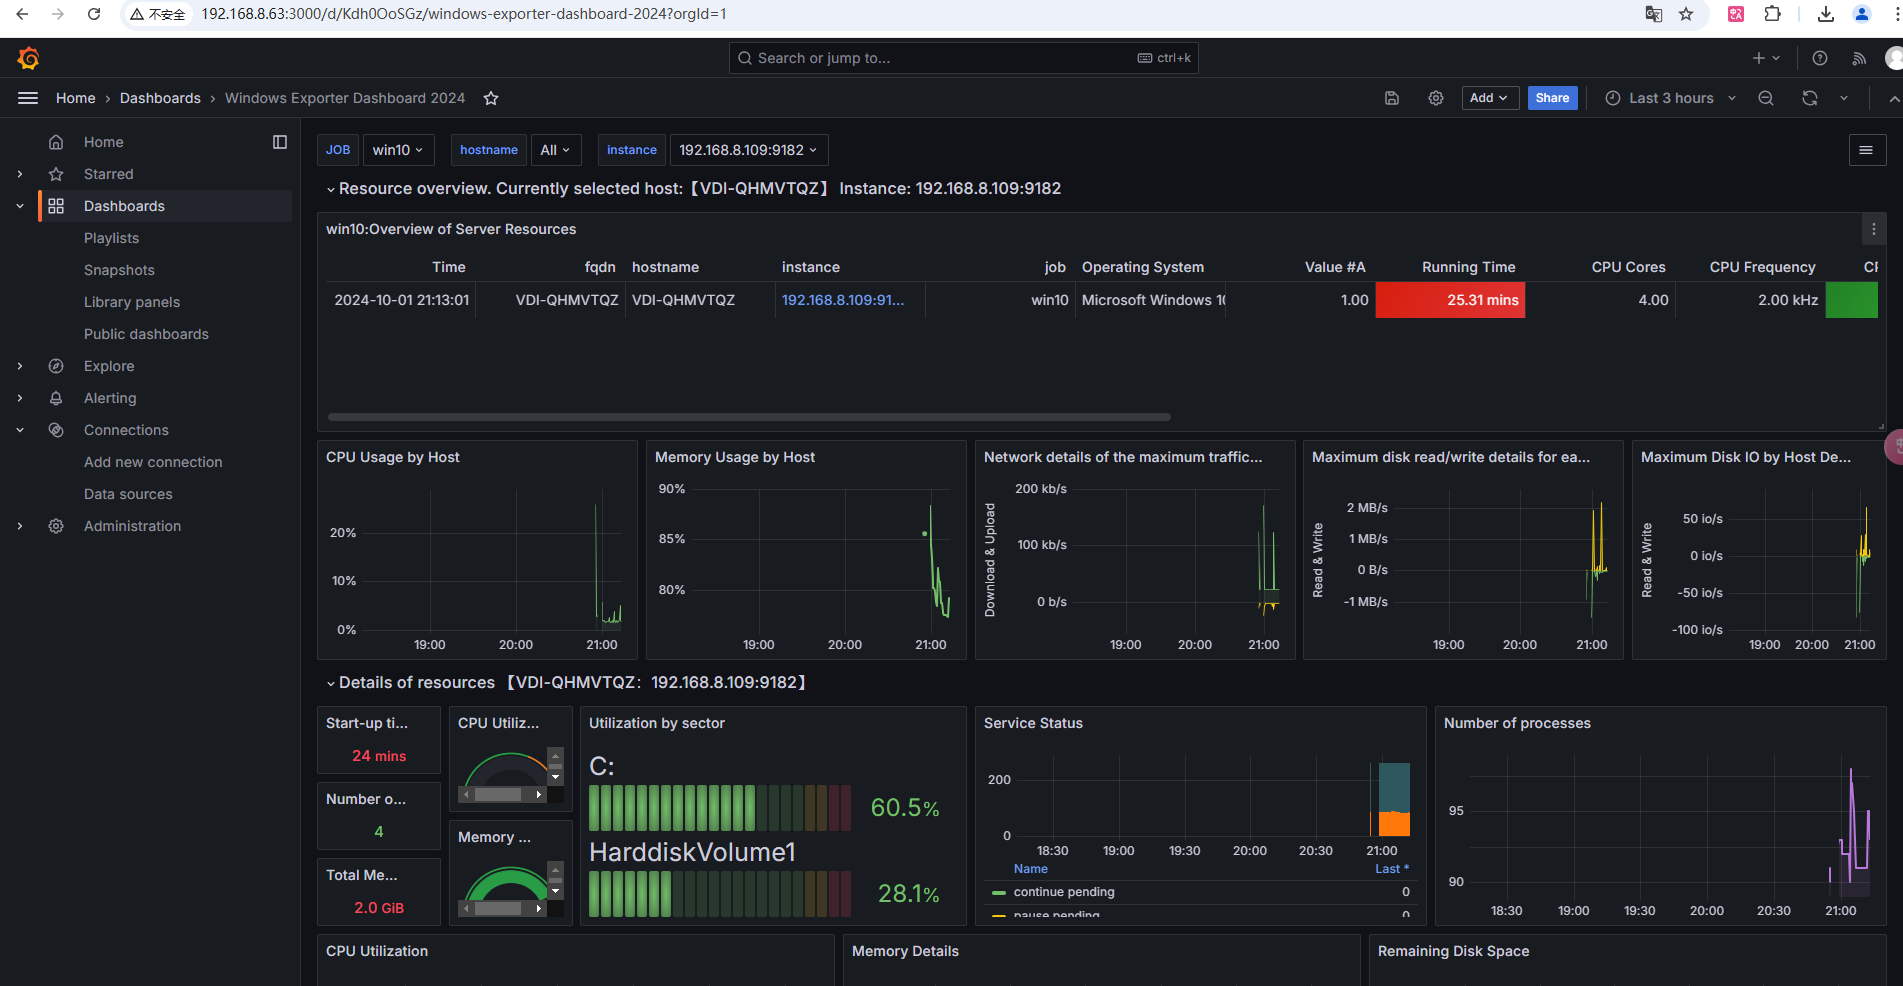 不安全 192.168.8.63:3000/d/Kdh0OoSGz/windows-exporter-dashboard-2024?orgId=1
Search or jump to... ctrl+k
Home › Dashboards › Windows Exporter Dashboard 2024
Add Share Last 3 hours
Home
Starred
Dashboards
Playlists
Snapshots
Library panels
Public dashboards
Explore
Alerting
Connections
Add new connection
Data sources
Administration
JOB win10 hostname All instance 192.168.8.109:9182
Resource overview. Currently selected host:【VDI-QHMVTQZ】 Instance: 192.168.8.109:9182
win10:Overview of Server Resources
Time fqdn hostname instance job Operating System Value #A Running Time CPU Cores CPU Frequency
2024-10-01 21:13:01 VDI-QHMVTQZ VDI-QHMVTQZ 192.168.8.109:91... win10 Microsoft Windows 1 1.00 25.31 mins 4.00 2.00 kHz
CPU Usage by Host
20%
10%
0%
19:00 20:00 21:00
Memory Usage by Host
90%
85%
80%
19:00 20:00 21:00
Network details of the maximum traffic...
Download & Upload
200 kb/s
100 kb/s
0 b/s
19:00 20:00 21:00
Maximum disk read/write details for ea...
Read & Write
2 MB/s
1 MB/s
0 B/s
-1 MB/s
19:00 20:00 21:00
Maximum Disk IO by Host De...
Read & Write
50 io/s
0 io/s
-50 io/s
-100 io/s
19:00 20:00 21:00
Details of resources 【VDI-QHMVTQZ：192.168.8.109:9182】
Start-up ti...
24 mins
Number o...
4
Total Me...
2.0 GiB
CPU Utiliz...
Memory ...
Utilization by sector
C:
60.5%
HarddiskVolume1
28.1%
Service Status
200
0
18:30 19:00 19:30 20:00 20:30 21:00
Name Last *
continue pending 0
pause pending 0
Number of processes
95
90
18:30 19:00 19:30 20:00 20:30 21:00
CPU Utilization
Memory Details
Remaining Disk Space